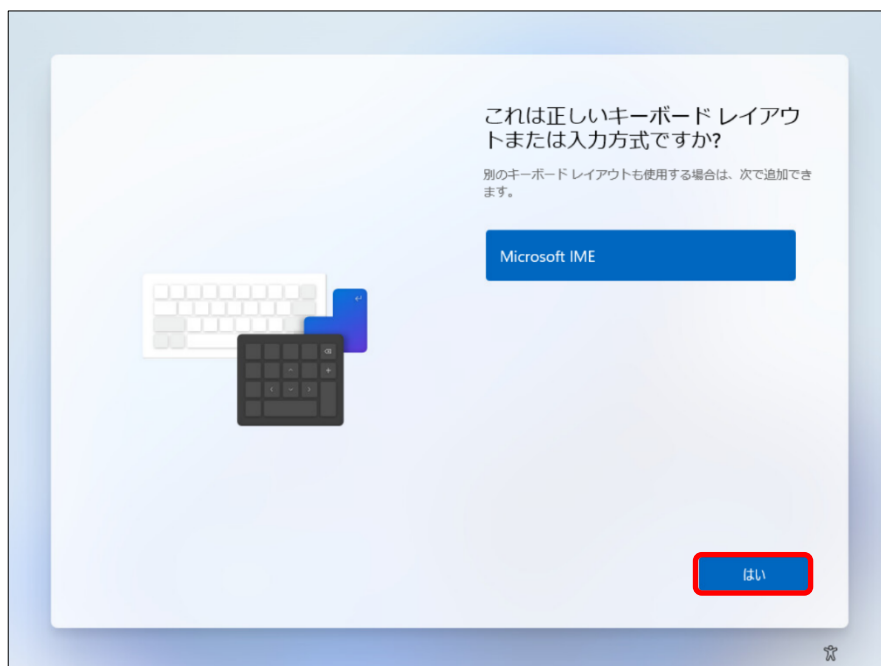 これは正しいキーボード レイアウ
トまたは入力方式ですか?
別のキーボード レイアウトも使用する場合は、次で追加でき
ます。
Microsoft IME
はい